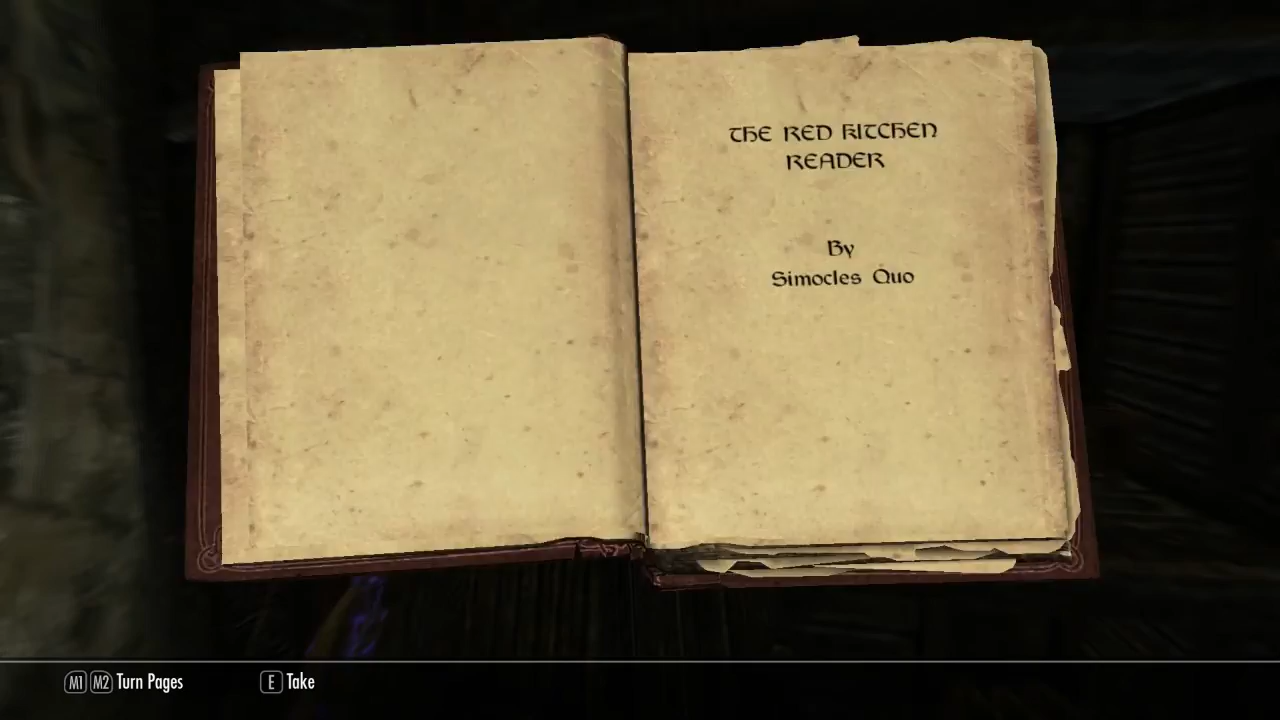 THE RED KITCHEN
READER
By
Simocles Quo
M1 M2 Turn Pages
E Take